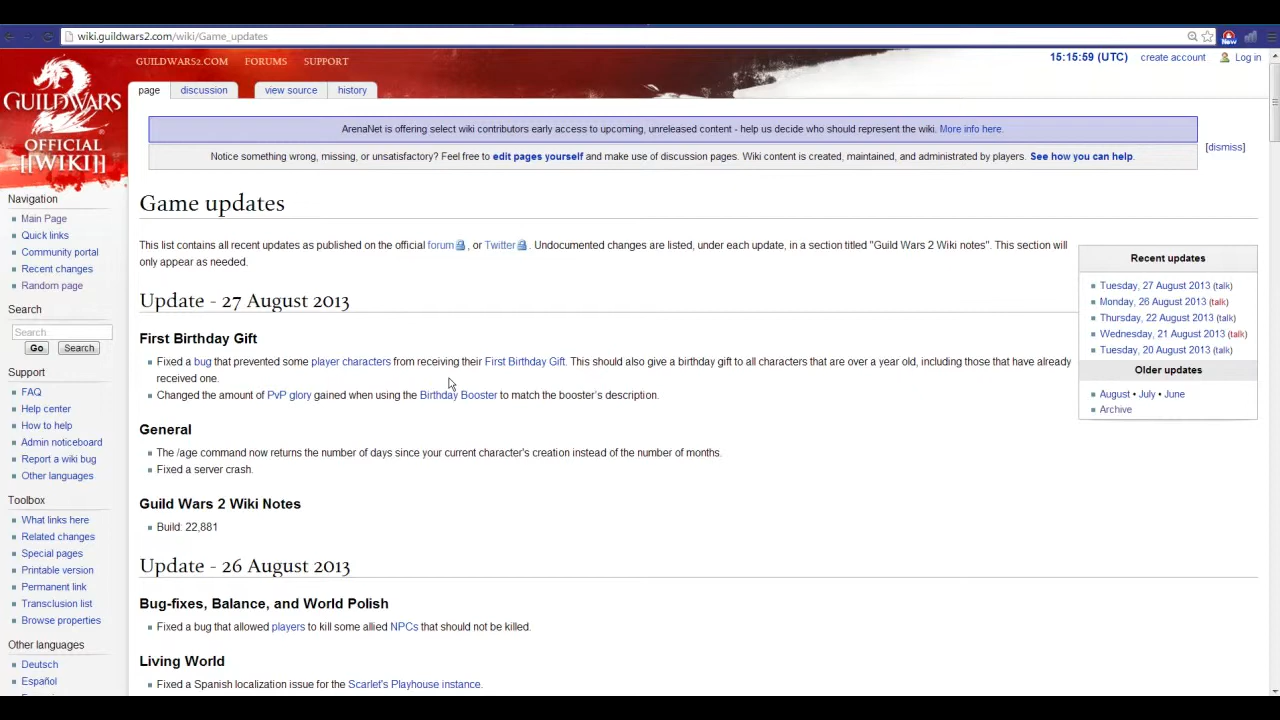 wiki.guildwars2.com/wiki/Game_updates
New
GUILDWARS2.COM FORUMS SUPPORT
15:15:59 (UTC) create account Log in
GUILDWARS
2
OFFICIAL
[[WIKI]]
page discussion view source history
ArenaNet is offering select wiki contributors early access to upcoming, unreleased content - help us decide who should represent the wiki. More info here.
Notice something wrong, missing, or unsatisfactory? Feel free to edit pages yourself and make use of discussion pages. Wiki content is created, maintained, and administrated by players. See how you can help.
[dismiss]
Navigation
Main Page
Quick links
Community portal
Recent changes
Random page
Search
Search
Go Search
Support
FAQ
Help center
How to help
Admin noticeboard
Report a wiki bug
Other languages
Toolbox
What links here
Related changes
Special pages
Printable version
Permanent link
Transclusion list
Browse properties
Other languages
Deutsch
Español
Game updates
This list contains all recent updates as published on the official forum, or Twitter. Undocumented changes are listed, under each update, in a section titled "Guild Wars 2 Wiki notes". This section will
only appear as needed.
Update - 27 August 2013
First Birthday Gift
Fixed a bug that prevented some player characters from receiving their First Birthday Gift. This should also give a birthday gift to all characters that are over a year old, including those that have already
received one.
Changed the amount of PvP glory gained when using the Birthday Booster to match the booster's description.
General
The /age command now returns the number of days since your current character's creation instead of the number of months.
Fixed a server crash.
Guild Wars 2 Wiki Notes
Build: 22,881
Update - 26 August 2013
Bug-fixes, Balance, and World Polish
Fixed a bug that allowed players to kill some allied NPCs that should not be killed.
Living World
Fixed a Spanish localization issue for the Scarlet's Playhouse instance.
Recent updates
Tuesday, 27 August 2013 (talk)
Monday, 26 August 2013 (talk)
Thursday, 22 August 2013 (talk)
Wednesday, 21 August 2013 (talk)
Tuesday, 20 August 2013 (talk)
Older updates
August • July • June
Archive